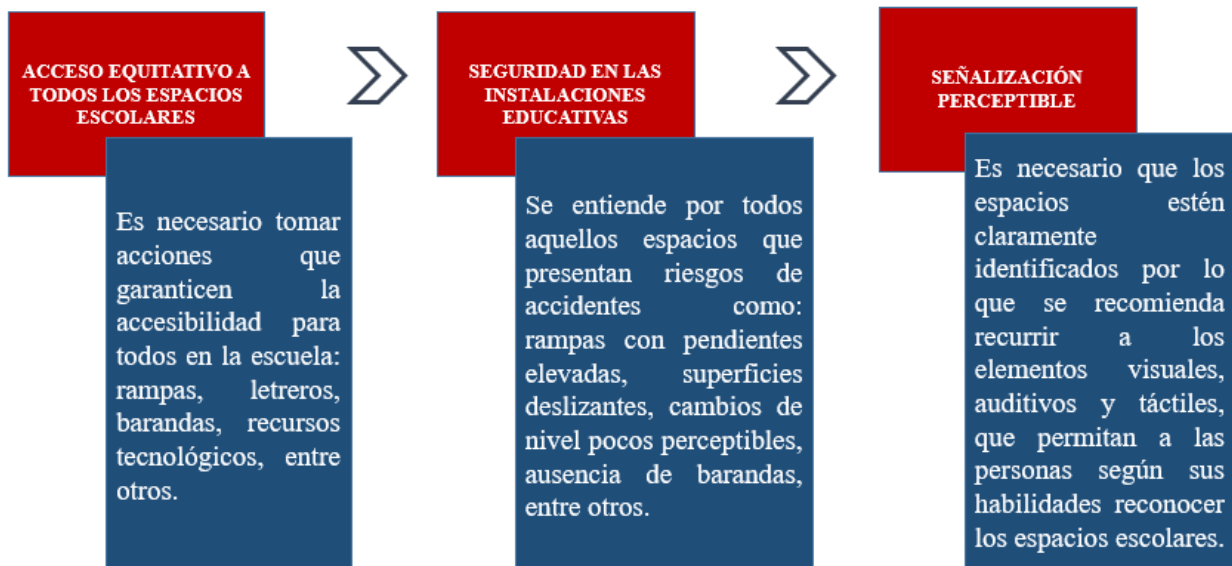 ACCESO EQUITATIVO A
TODOS LOS ESPACIOS
ESCOLARES
Es necesario tomar
acciones que
garanticen la
accesibilidad para
todos en la escuela:
rampas, letreros,
barandas, recursos
tecnológicos, entre
otros.
SEGURIDAD EN LAS
INSTALACIONES
EDUCATIVAS
Se entiende por todos
aquellos espacios que
presentan riesgos de
accidentes como:
rampas con pendientes
elevadas, superficies
deslizantes, cambios de
nivel pocos perceptibles,
ausencia de barandas,
entre otros.
SEÑALIZACIÓN
PERCEPTIBLE
Es necesario que los
espacios estén
claramente
identificados por lo
que se recomienda
recurrir a los
elementos visuales,
auditivos y táctiles,
que permitan a las
personas según sus
habilidades reconocer
los espacios escolares.